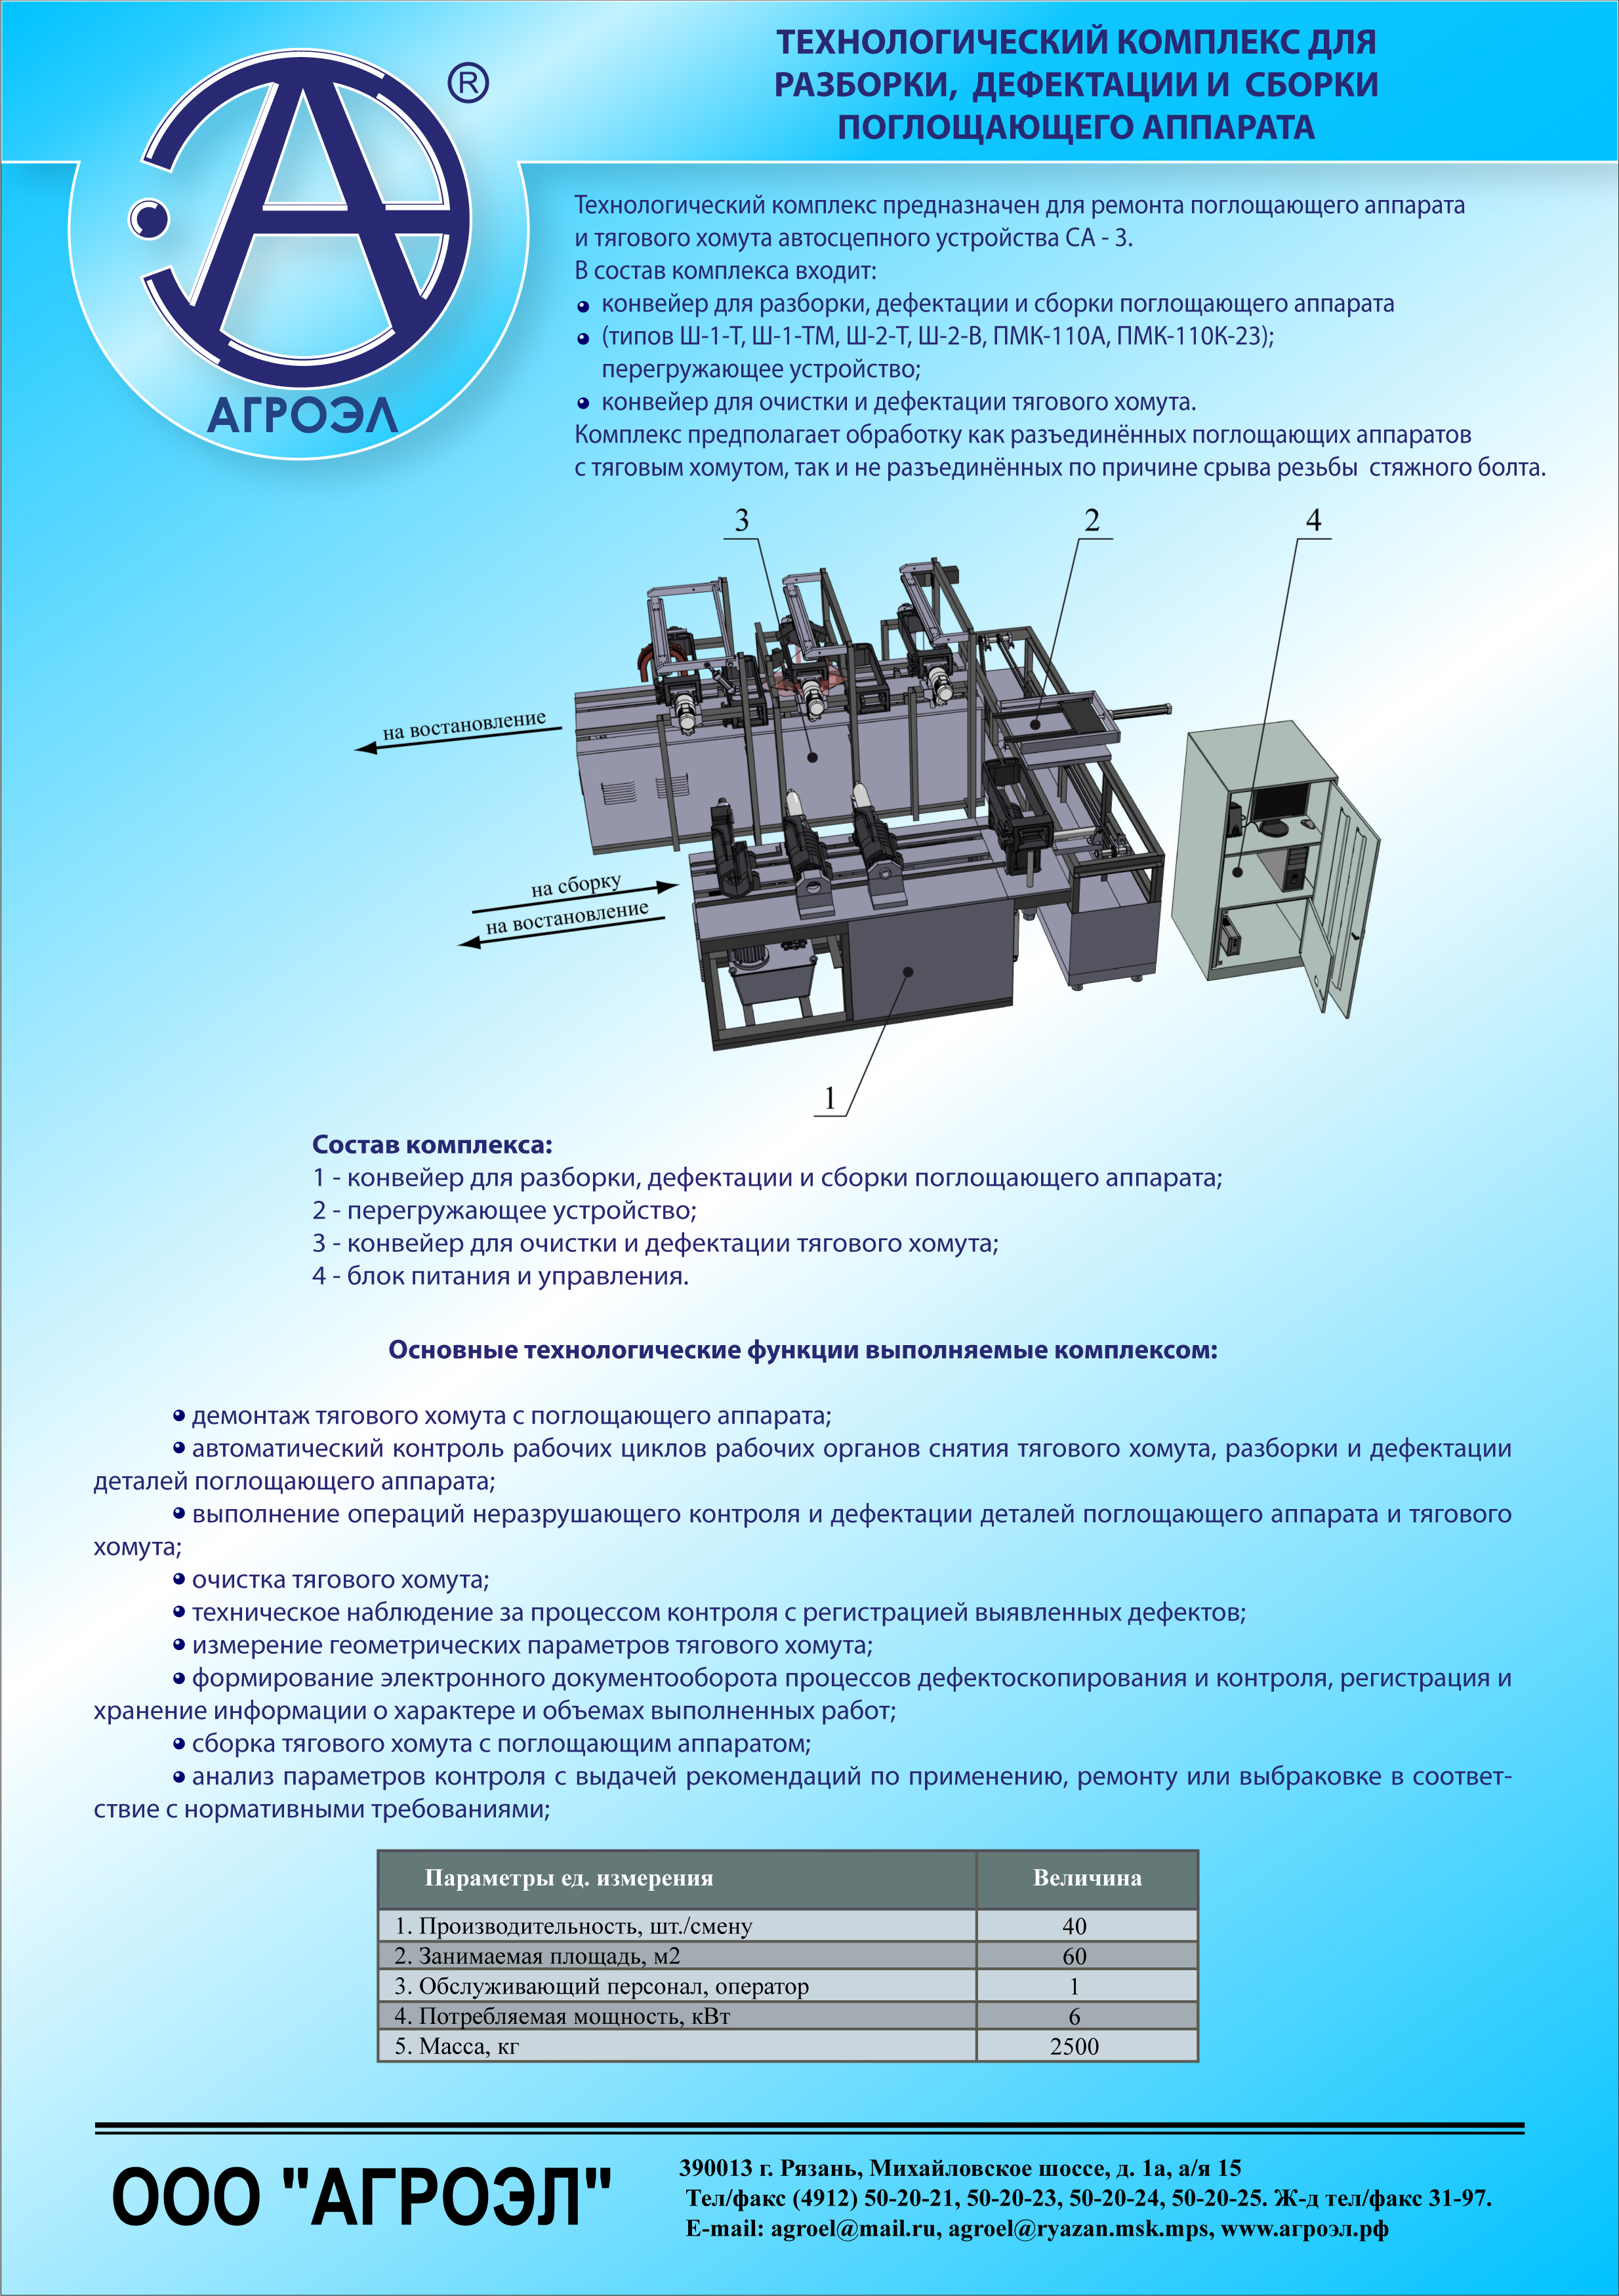 ТЕХНОЛОГИЧЕСКИЙ КОМПЛЕКС ДЛЯ
РАЗБОРКИ, ДЕФЕКТАЦИИ И СБОРКИ
ПОГЛОЩАЮЩЕГО АППАРАТА
®
АГРОЭЛ
Технологический комплекс предназначен для ремонта поглощающего аппарата
и тягового хомута автосцепного устройства СА - 3.
В состав комплекса входит:
конвейер для разборки, дефектации и сборки поглощающего аппарата
(типов Ш-1-Т, Ш-1-ТМ, Ш-2-Т, Ш-2-В, ПМК-110А, ПМК-110К-23);
перегружающее устройство;
конвейер для очистки и дефектации тягового хомута.
Комплекс предполагает обработку как разъединённых поглощающих аппаратов
с тяговым хомутом, так и не разъединённых по причине срыва резьбы стяжного болта.
3
2
4
на востановление
на сборку
на востановление
1
Состав комплекса:
1 - конвейер для разборки, дефектации и сборки поглощающего аппарата;
2 - перегружающее устройство;
3 - конвейер для очистки и дефектации тягового хомута;
4 - блок питания и управления.
Основные технологические функции выполняемые комплексом:
демонтаж тягового хомута с поглощающего аппарата;
автоматический контроль рабочих циклов рабочих органов снятия тягового хомута, разборки и дефектации
деталей поглощающего аппарата;
выполнение операций неразрушающего контроля и дефектации деталей поглощающего аппарата и тягового
хомута;
очистка тягового хомута;
техническое наблюдение за процессом контроля с регистрацией выявленных дефектов;
измерение геометрических параметров тягового хомута;
формирование электронного документооборота процессов дефектоскопирования и контроля, регистрация и
хранение информации о характере и объемах выполненных работ;
сборка тягового хомута с поглощающим аппаратом;
анализ параметров контроля с выдачей рекомендаций по применению, ремонту или выбраковке в соответ-
ствие с нормативными требованиями;
Параметры ед. измерения Величина
1. Производительность, шт./смену 40
2. Занимаемая площадь, м2 60
3. Обслуживающий персонал, оператор 1
4. Потребляемая мощность, кВт 6
5. Масса, кг 2500
ООО "АГРОЭЛ"
390013 г. Рязань, Михайловское шоссе, д. 1а, а/я 15
Тел/факс (4912) 50-20-21, 50-20-23, 50-20-24, 50-20-25. Ж-д тел/факс 31-97.
E-mail: agroel@mail.ru, agroel@ryazan.msk.mps, www.агроэл.рф